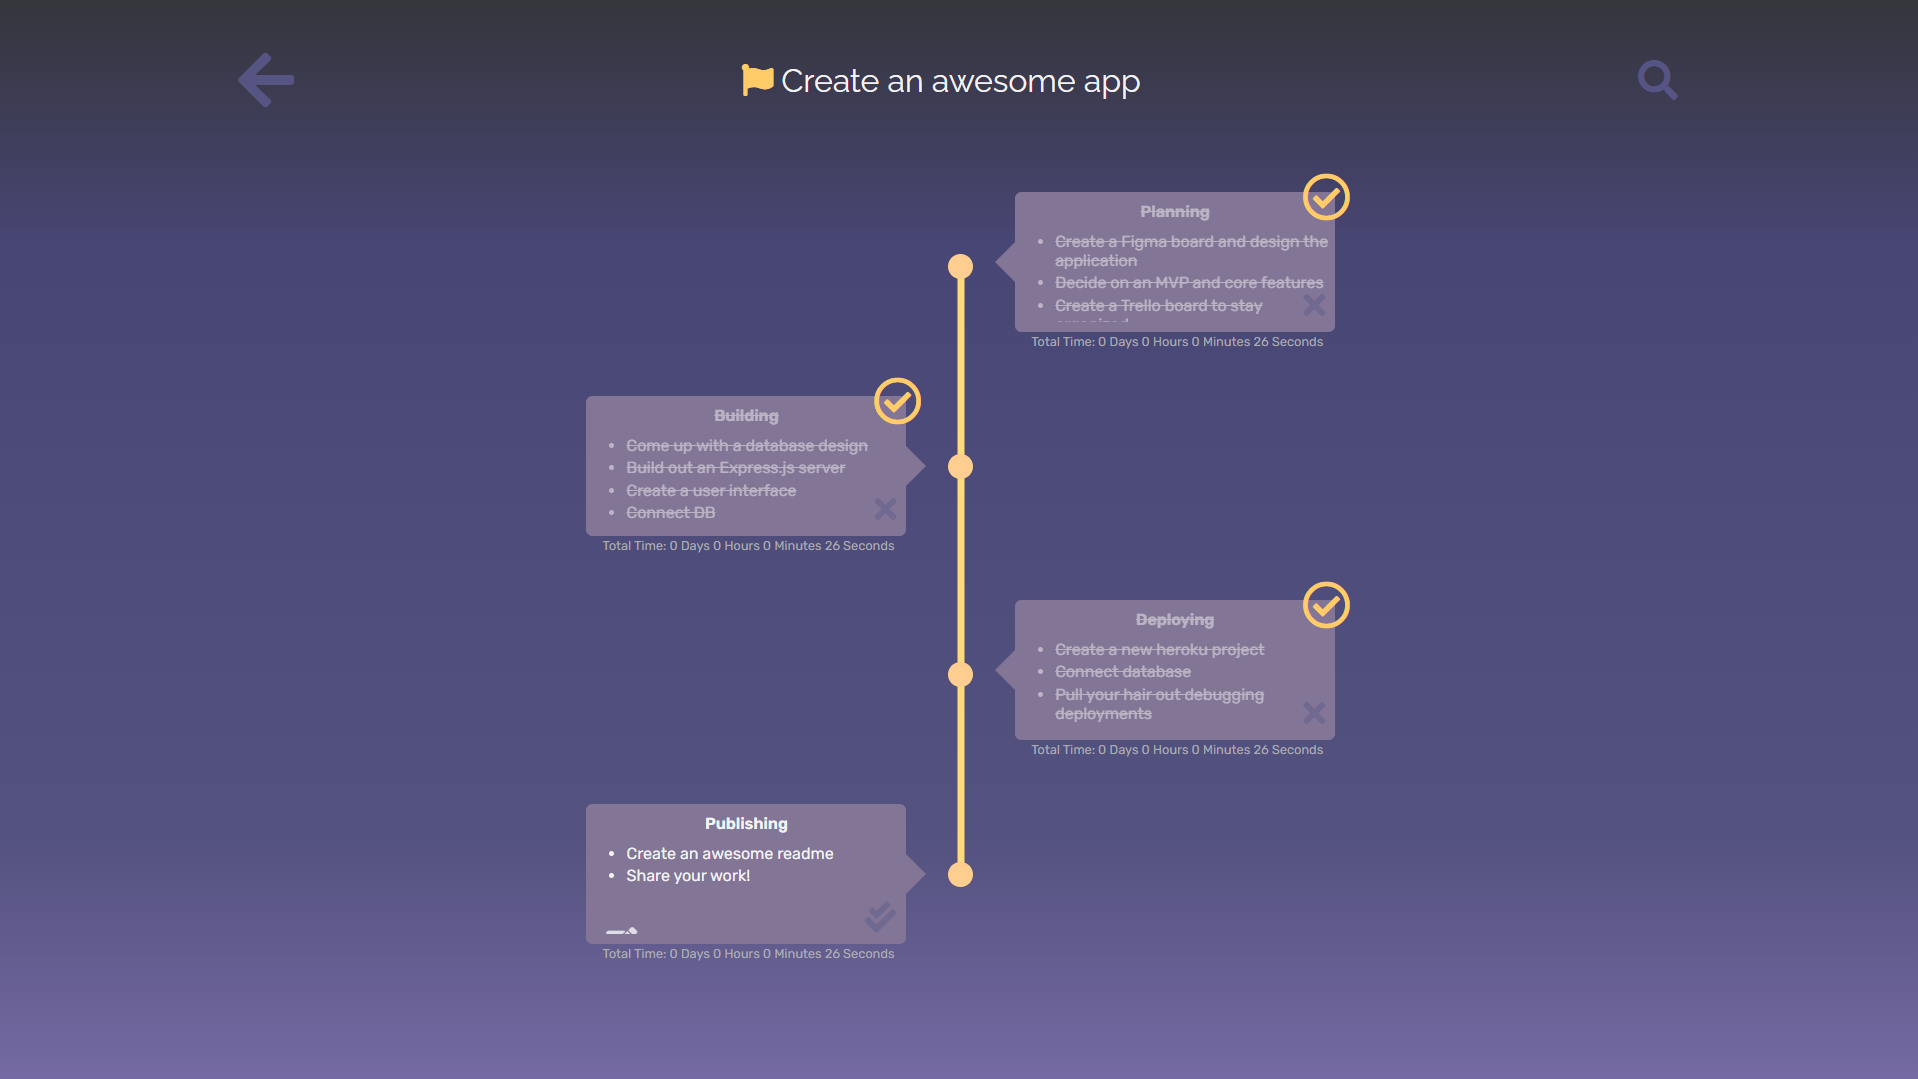 Create an awesome app
Planning
Create a Figma board and design the
application
Decide on an MVP and core features
Create a Trello board to stay
Total Time: 0 Days 0 Hours 0 Minutes 26 Seconds
Building
Come up with a database design
Build out an Express.js server
Create a user interface
Connect DB
Total Time: 0 Days 0 Hours 0 Minutes 26 Seconds
Deploying
Create a new heroku project
Connect database
Pull your hair out debugging
deployments
Total Time: 0 Days 0 Hours 0 Minutes 26 Seconds
Publishing
Create an awesome readme
Share your work!
Total Time: 0 Days 0 Hours 0 Minutes 26 Seconds